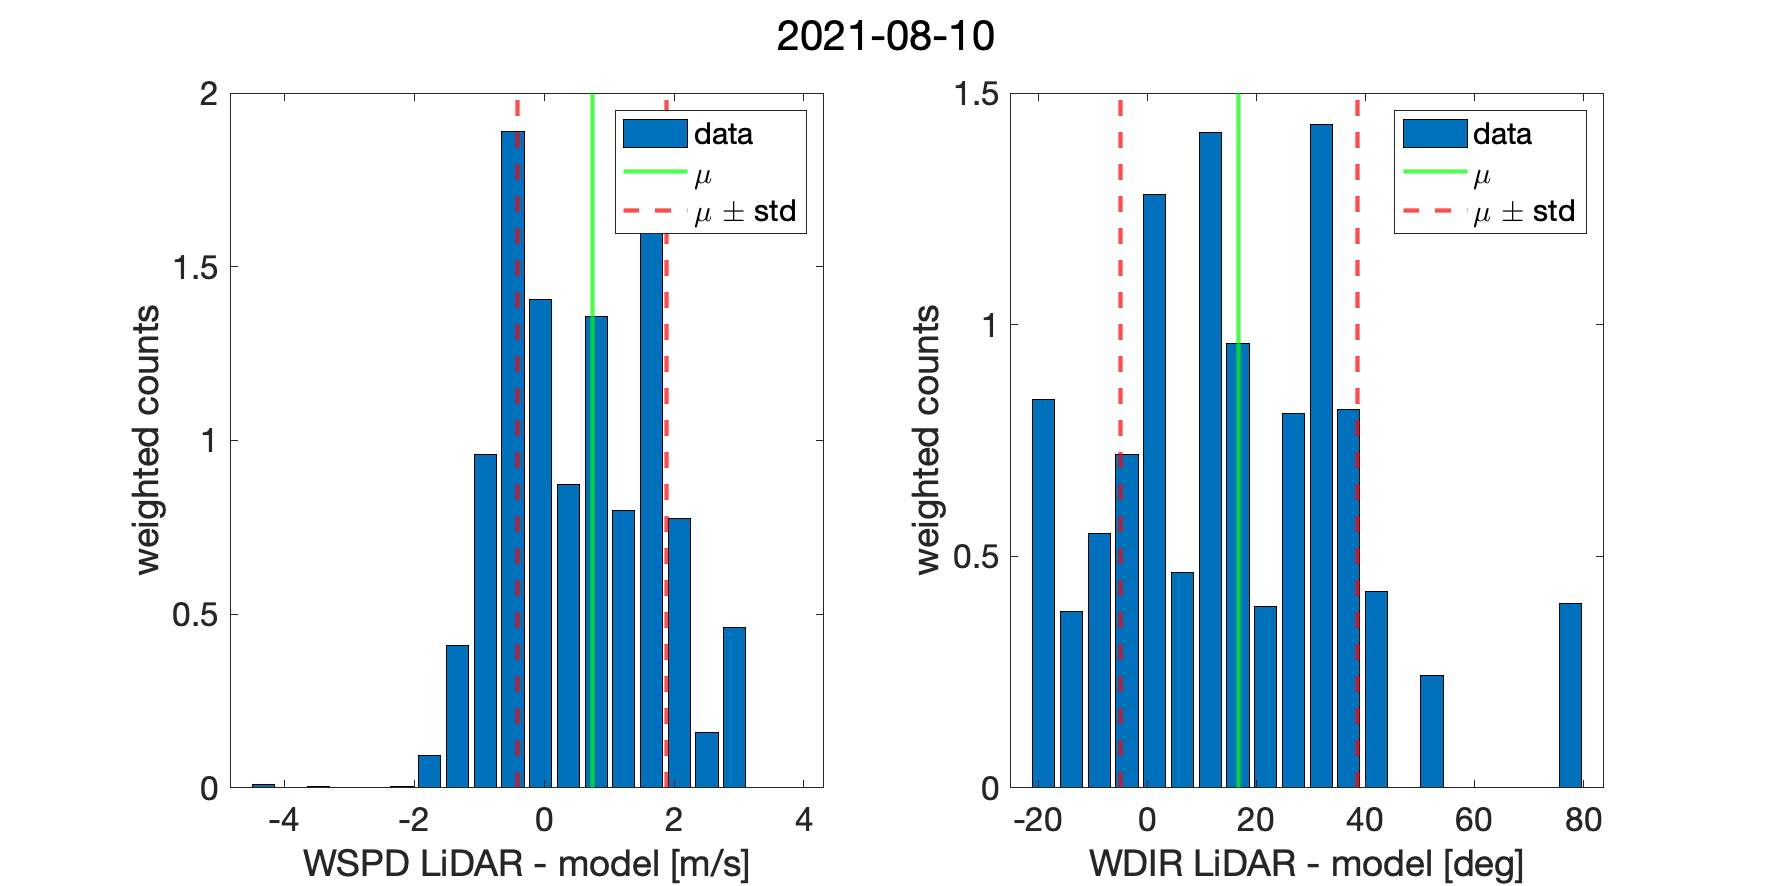 2021-08-10
2
1.5
1
0.5
0
-4 -2 0 2 4
weighted counts
WSPD LiDAR - model [m/s]
data
μ
μ ± std
1.5
1
0.5
0
-20 0 20 40 60 80
weighted counts
WDIR LiDAR - model [deg]
data
μ
μ ± std